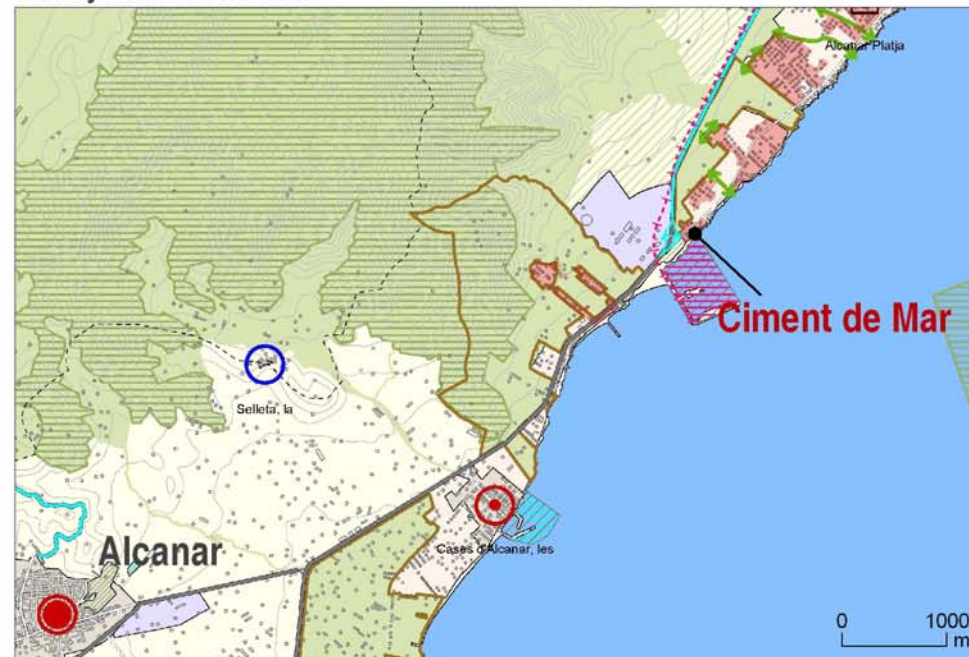 Alcanar Platja
Ciment de Mar
Selleta, la
Alcanar
Cases d'Alcanar, les
0 1000
m